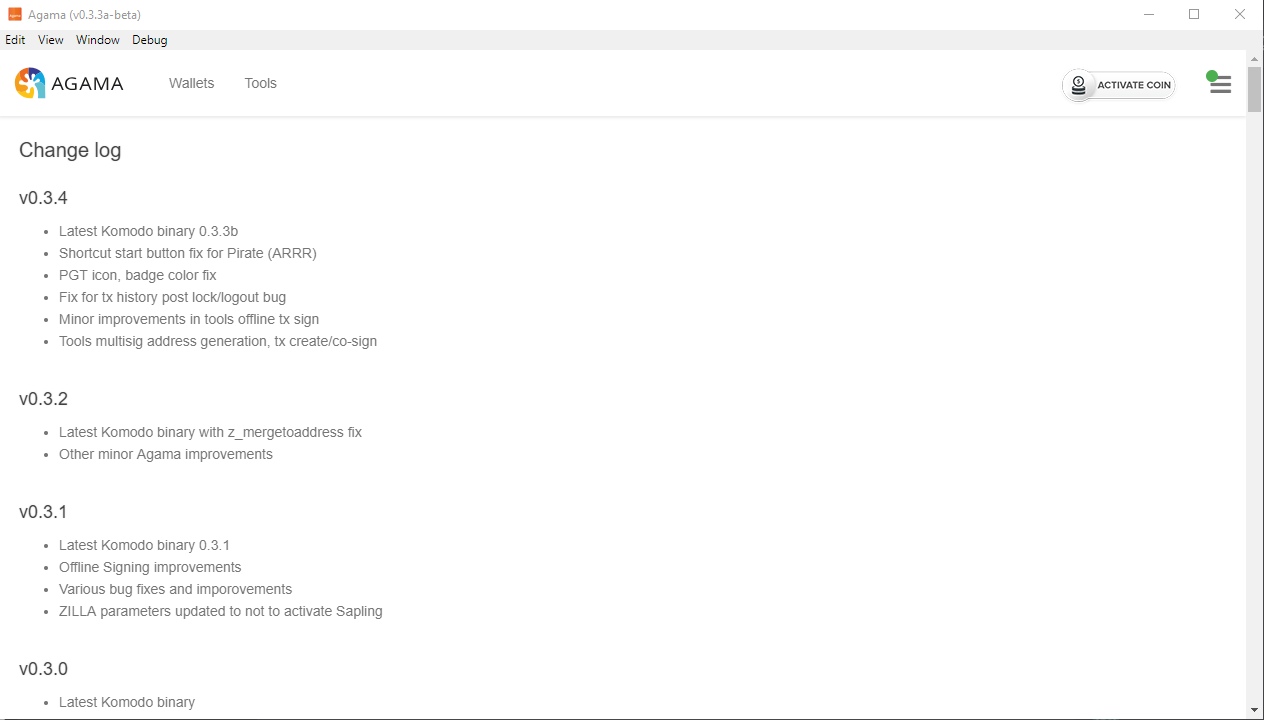 Agama (v0.3.3a-beta)
Edit View Window Debug
AGAMA Wallets Tools ACTIVATE COIN
Change log
v0.3.4
• Latest Komodo binary 0.3.3b
• Shortcut start button fix for Pirate (ARRR)
• PGT icon, badge color fix
• Fix for tx history post lock/logout bug
• Minor improvements in tools offline tx sign
• Tools multisig address generation, tx create/co-sign
v0.3.2
• Latest Komodo binary with z_mergetoaddress fix
• Other minor Agama improvements
v0.3.1
• Latest Komodo binary 0.3.1
• Offline Signing improvements
• Various bug fixes and imporovements
• ZILLA parameters updated to not to activate Sapling
v0.3.0
• Latest Komodo binary